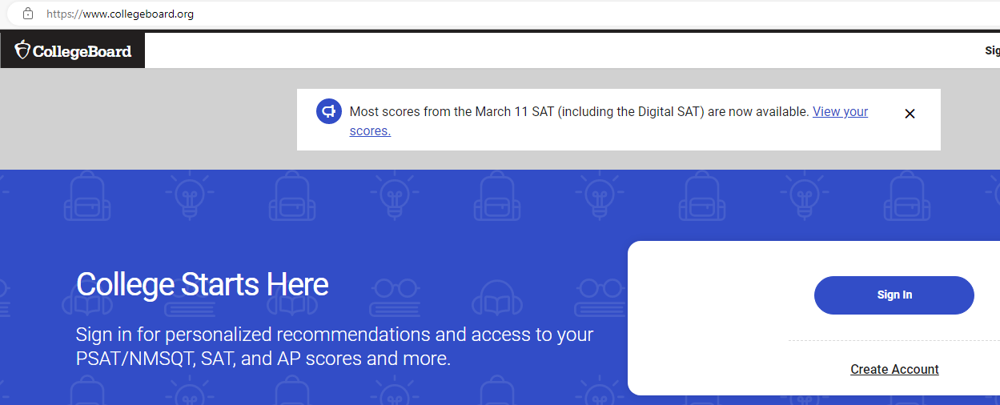 https://www.collegeboard.org
CollegeBoard
Most scores from the March 11 SAT (including the Digital SAT) are now available. View your
scores.
College Starts Here
Sign in for personalized recommendations and access to your
PSAT/NMSQT, SAT, and AP scores and more.
Sign In
Create Account